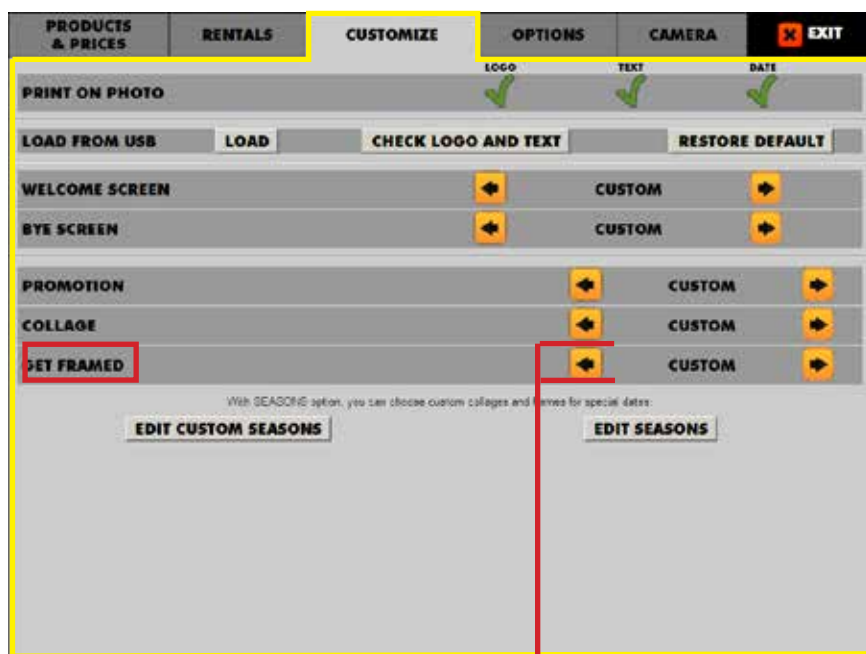 PRODUCTS & PRICES RENTALS CUSTOMIZE OPTIONS CAMERA X EXIT
LOGO TEXT DATE
PRINT ON PHOTO
LOAD FROM USB LOAD CHECK LOGO AND TEXT RESTORE DEFAULT
WELCOME SCREEN CUSTOM
BYE SCREEN CUSTOM
PROMOTION CUSTOM
COLLAGE CUSTOM
GET FRAMED CUSTOM
With SEASONS option, you can choose custom collages and frames for special dates:
EDIT CUSTOM SEASONS EDIT SEASONS